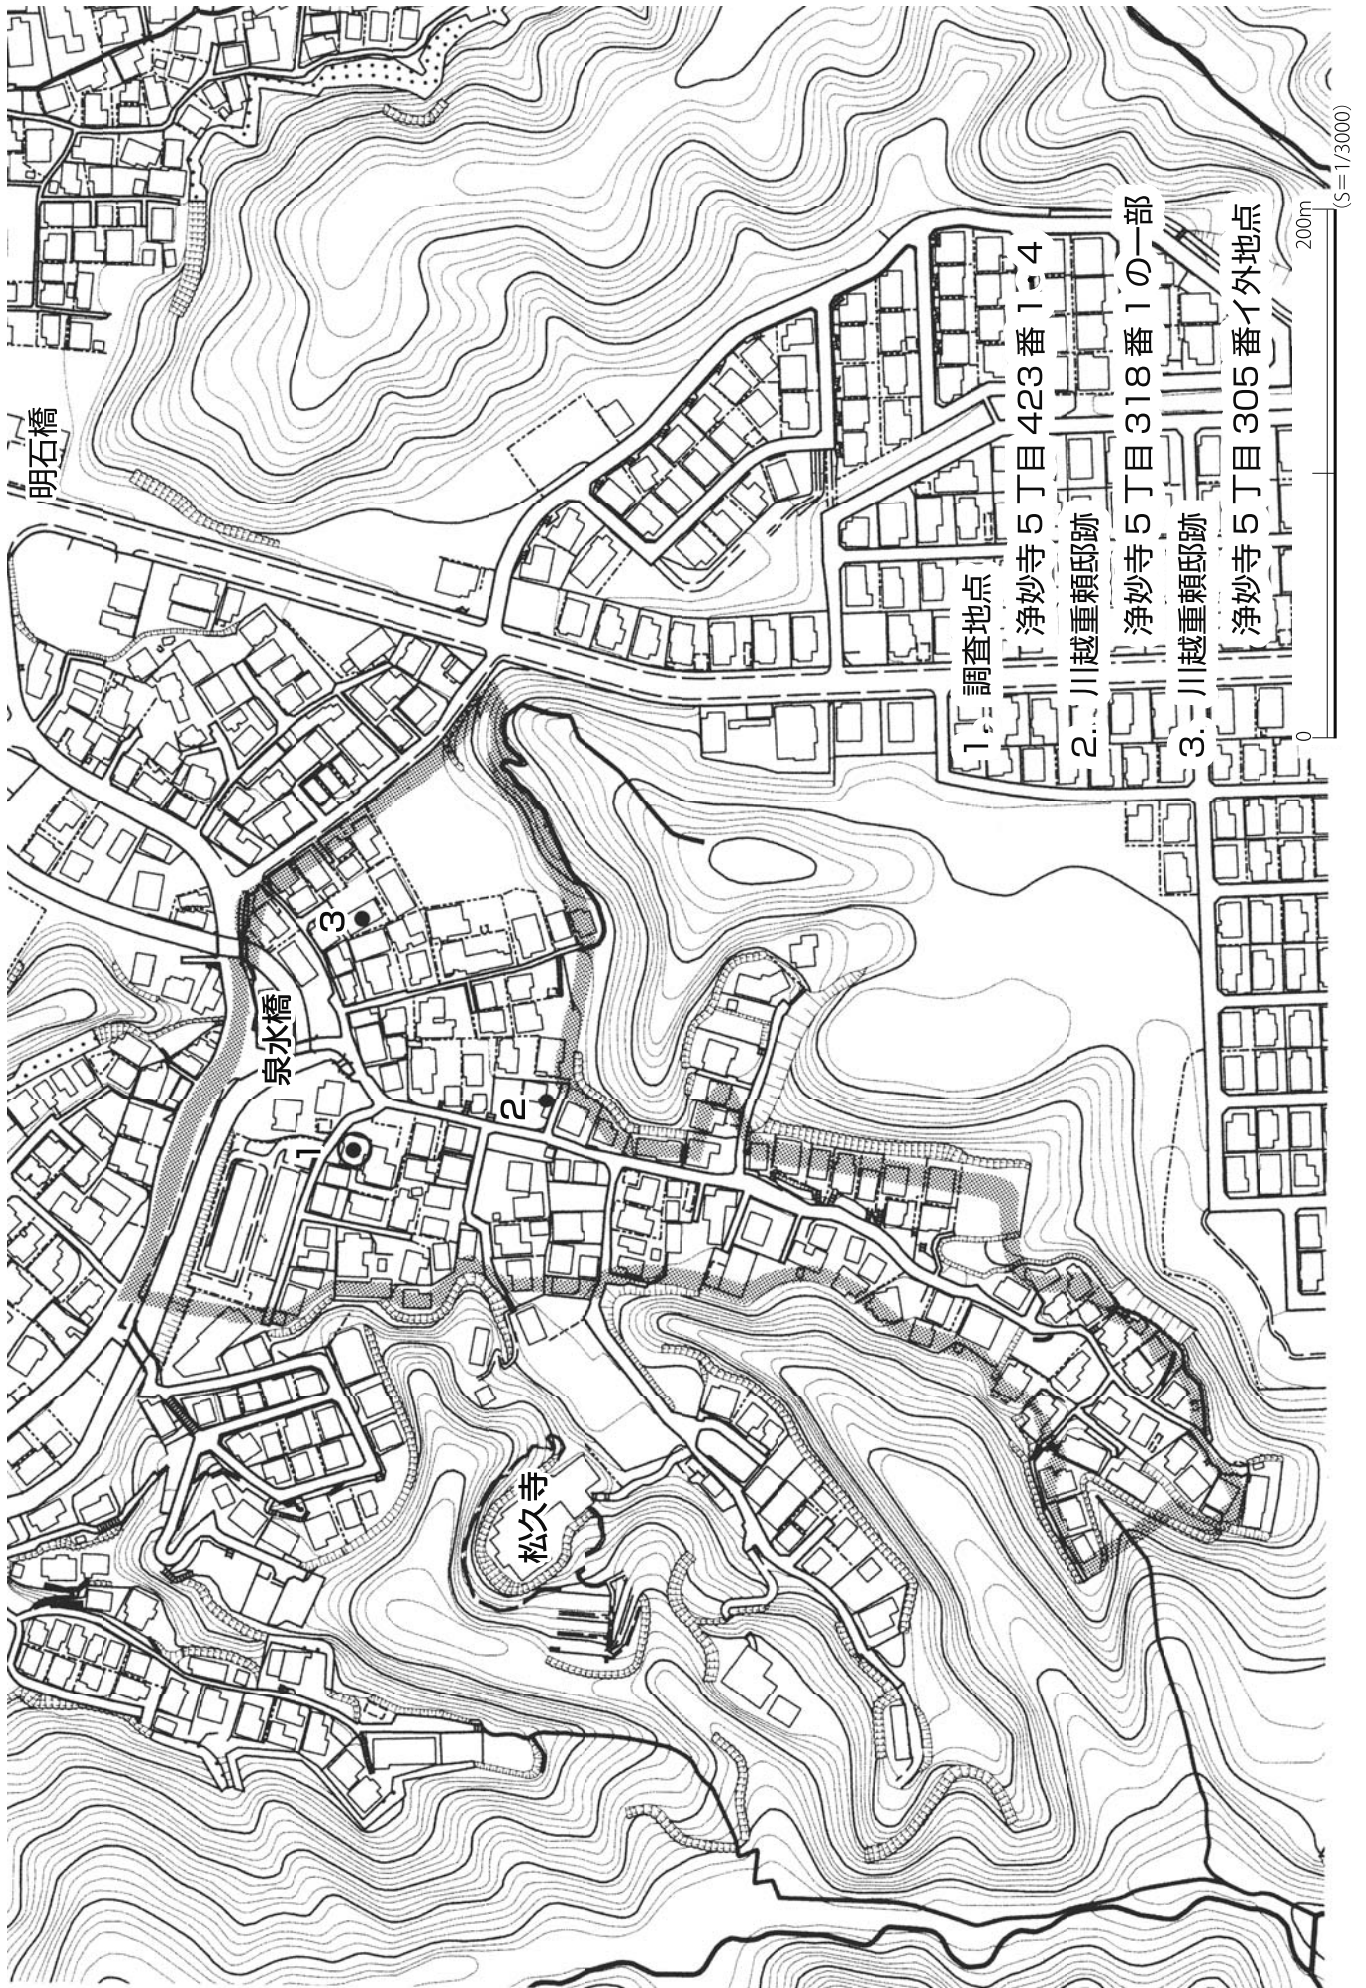 明石橋
泉水橋
松久寺
1
2
3
1. 調査地点
浄妙寺5丁目423番1・4
2. 川越重頼邸跡
浄妙寺5丁目318番1の一部
3. 川越重頼邸跡
浄妙寺5丁目305番イ外地点
0
200m
(S=1/3000)